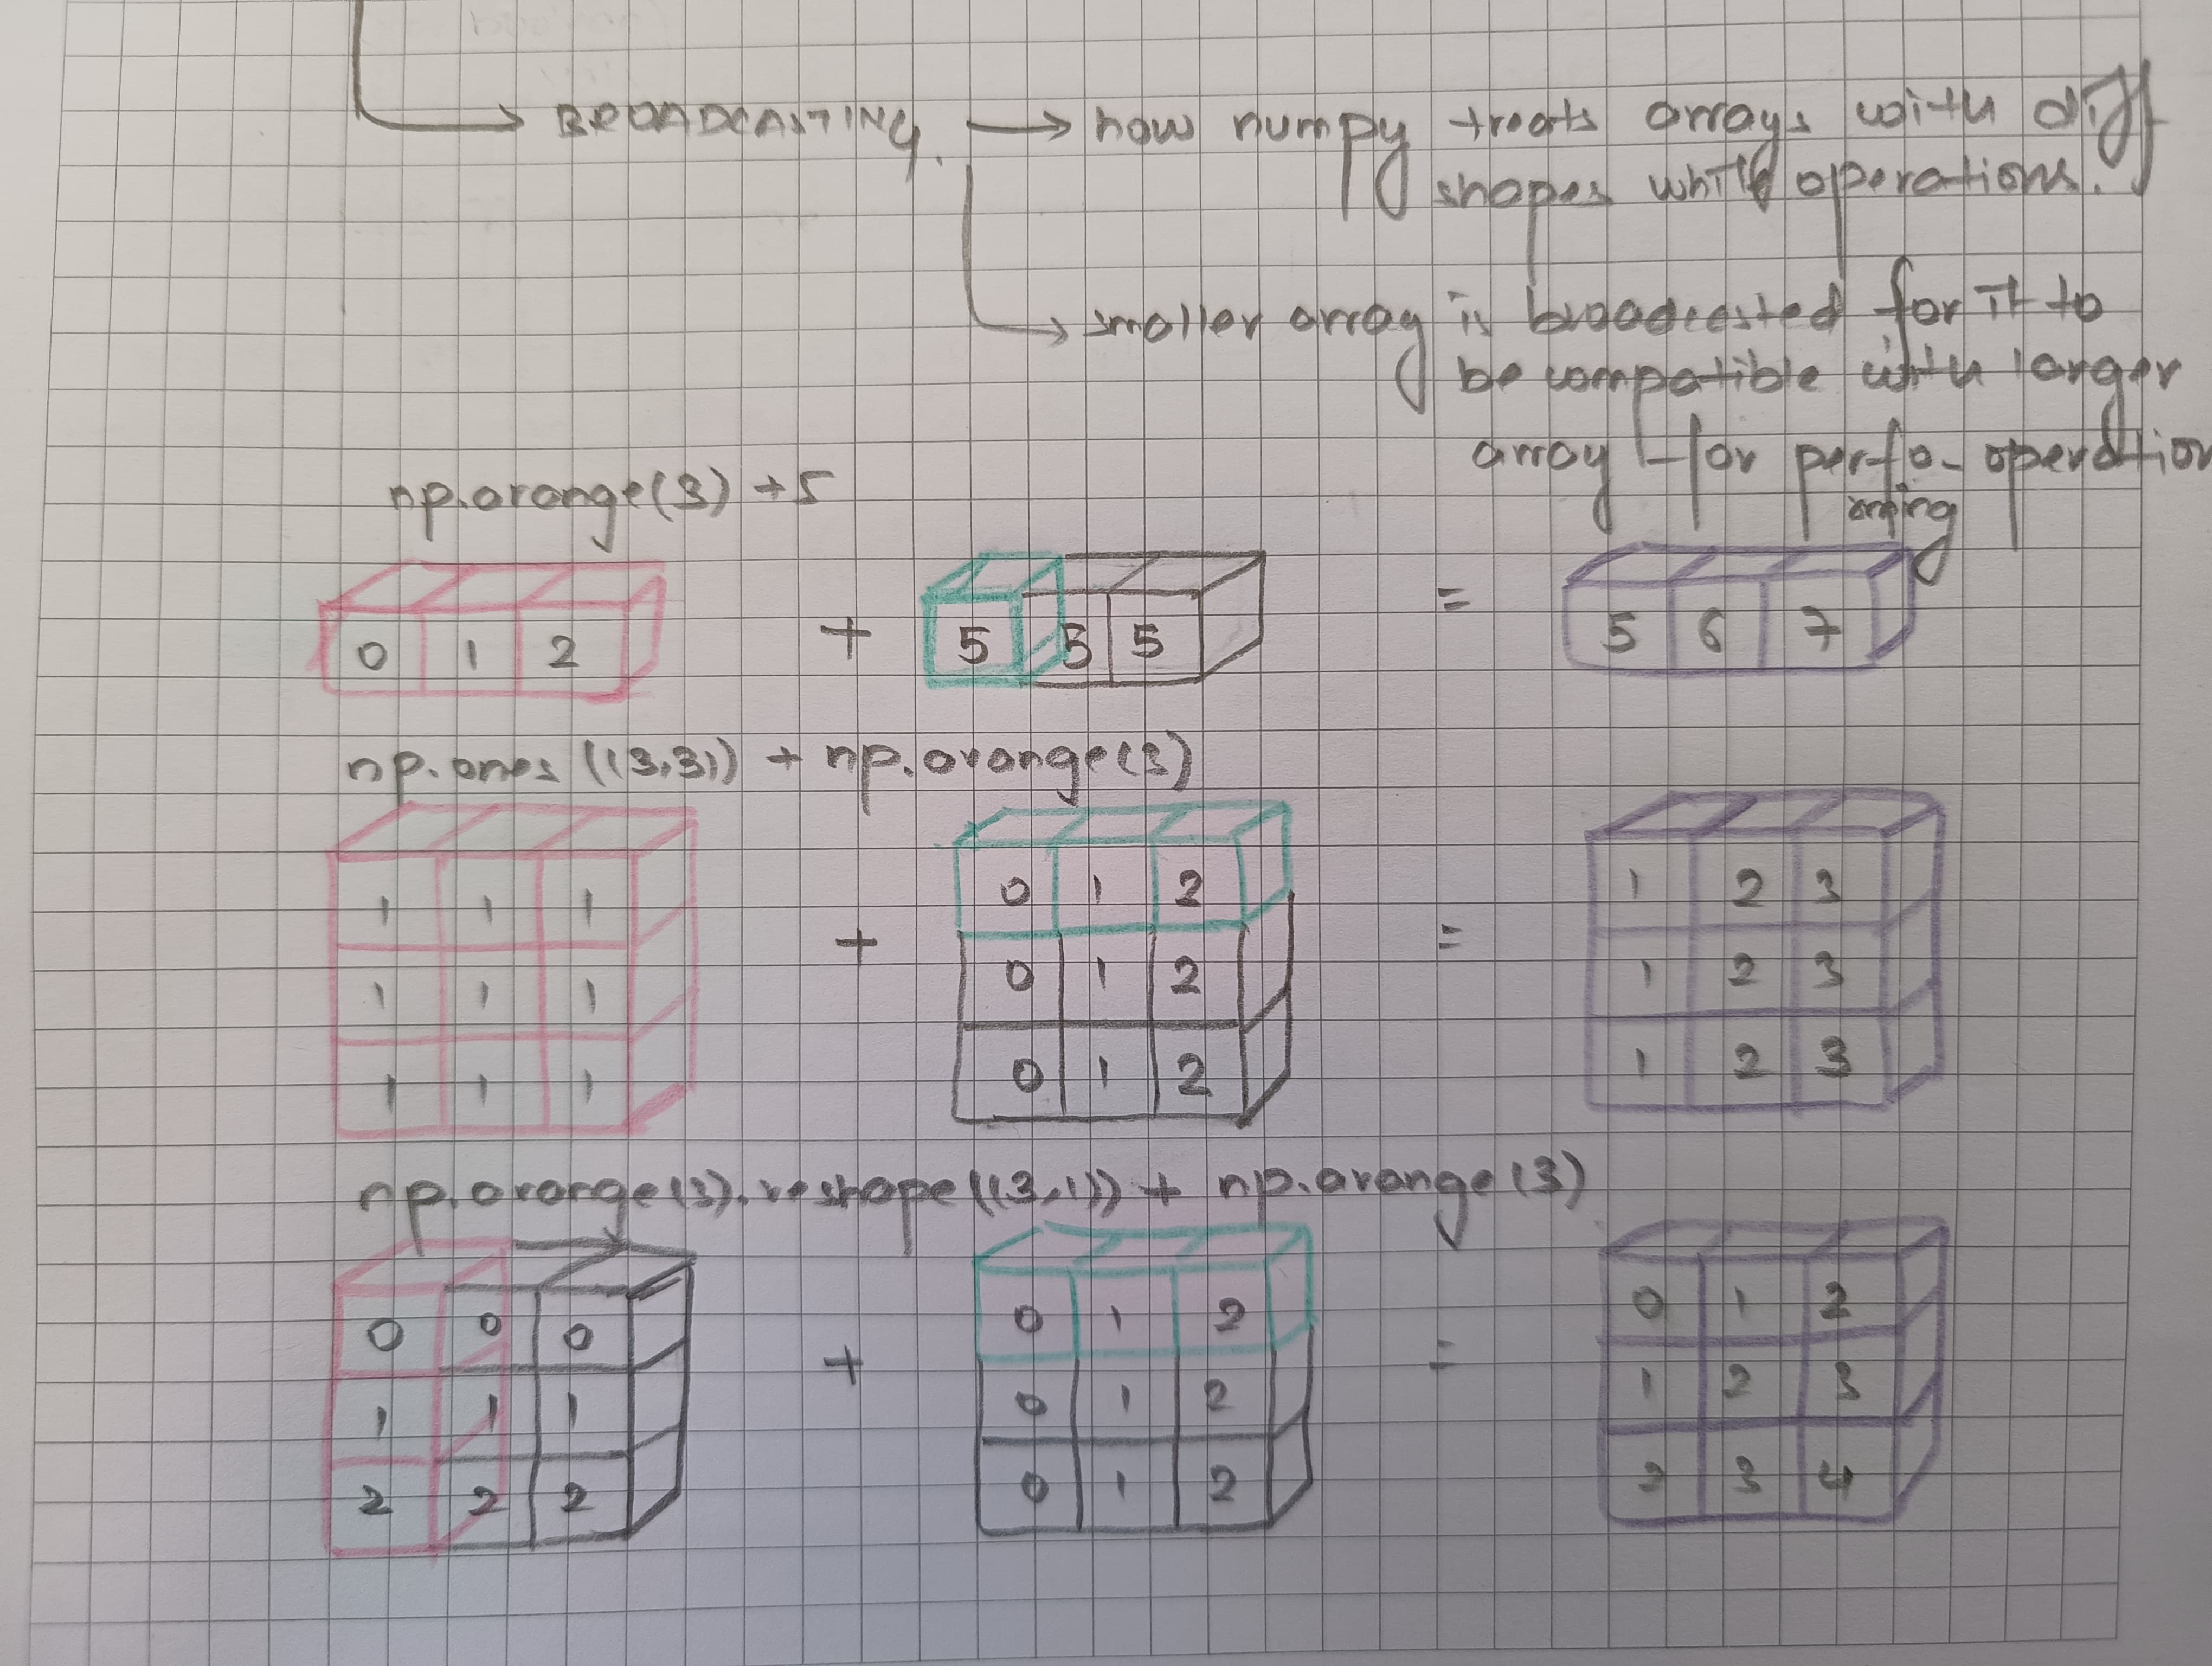 BROADCASTING. → how numpy treats arrays with diff
shapes while operations.
→ smaller array is broadcasted for it to
be compatible with larger
array for perfo- operation
rming
np.arange(3) +5
0 1 2 + 5 5 5 = 5 6 7
np.ones ((3,3)) + np.arange(3)
1 1 1 0 1 2 1 2 3
1 1 1 + 0 1 2 = 1 2 3
1 1 1 0 1 2 1 2 3
np.arange(3).reshape((3,1)) + np.arange(3)
0 0 0 0 1 2 0 1 2
1 1 1 + 0 1 2 = 1 2 3
2 2 2 0 1 2 2 3 4